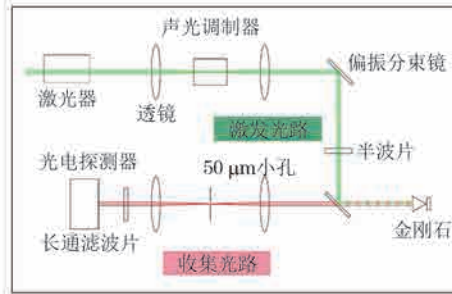 激光器
透镜
声光调制器
偏振分束镜
激发光路
半波片
光电探测器
50 μm小孔
长通滤波片
收集光路
金刚石